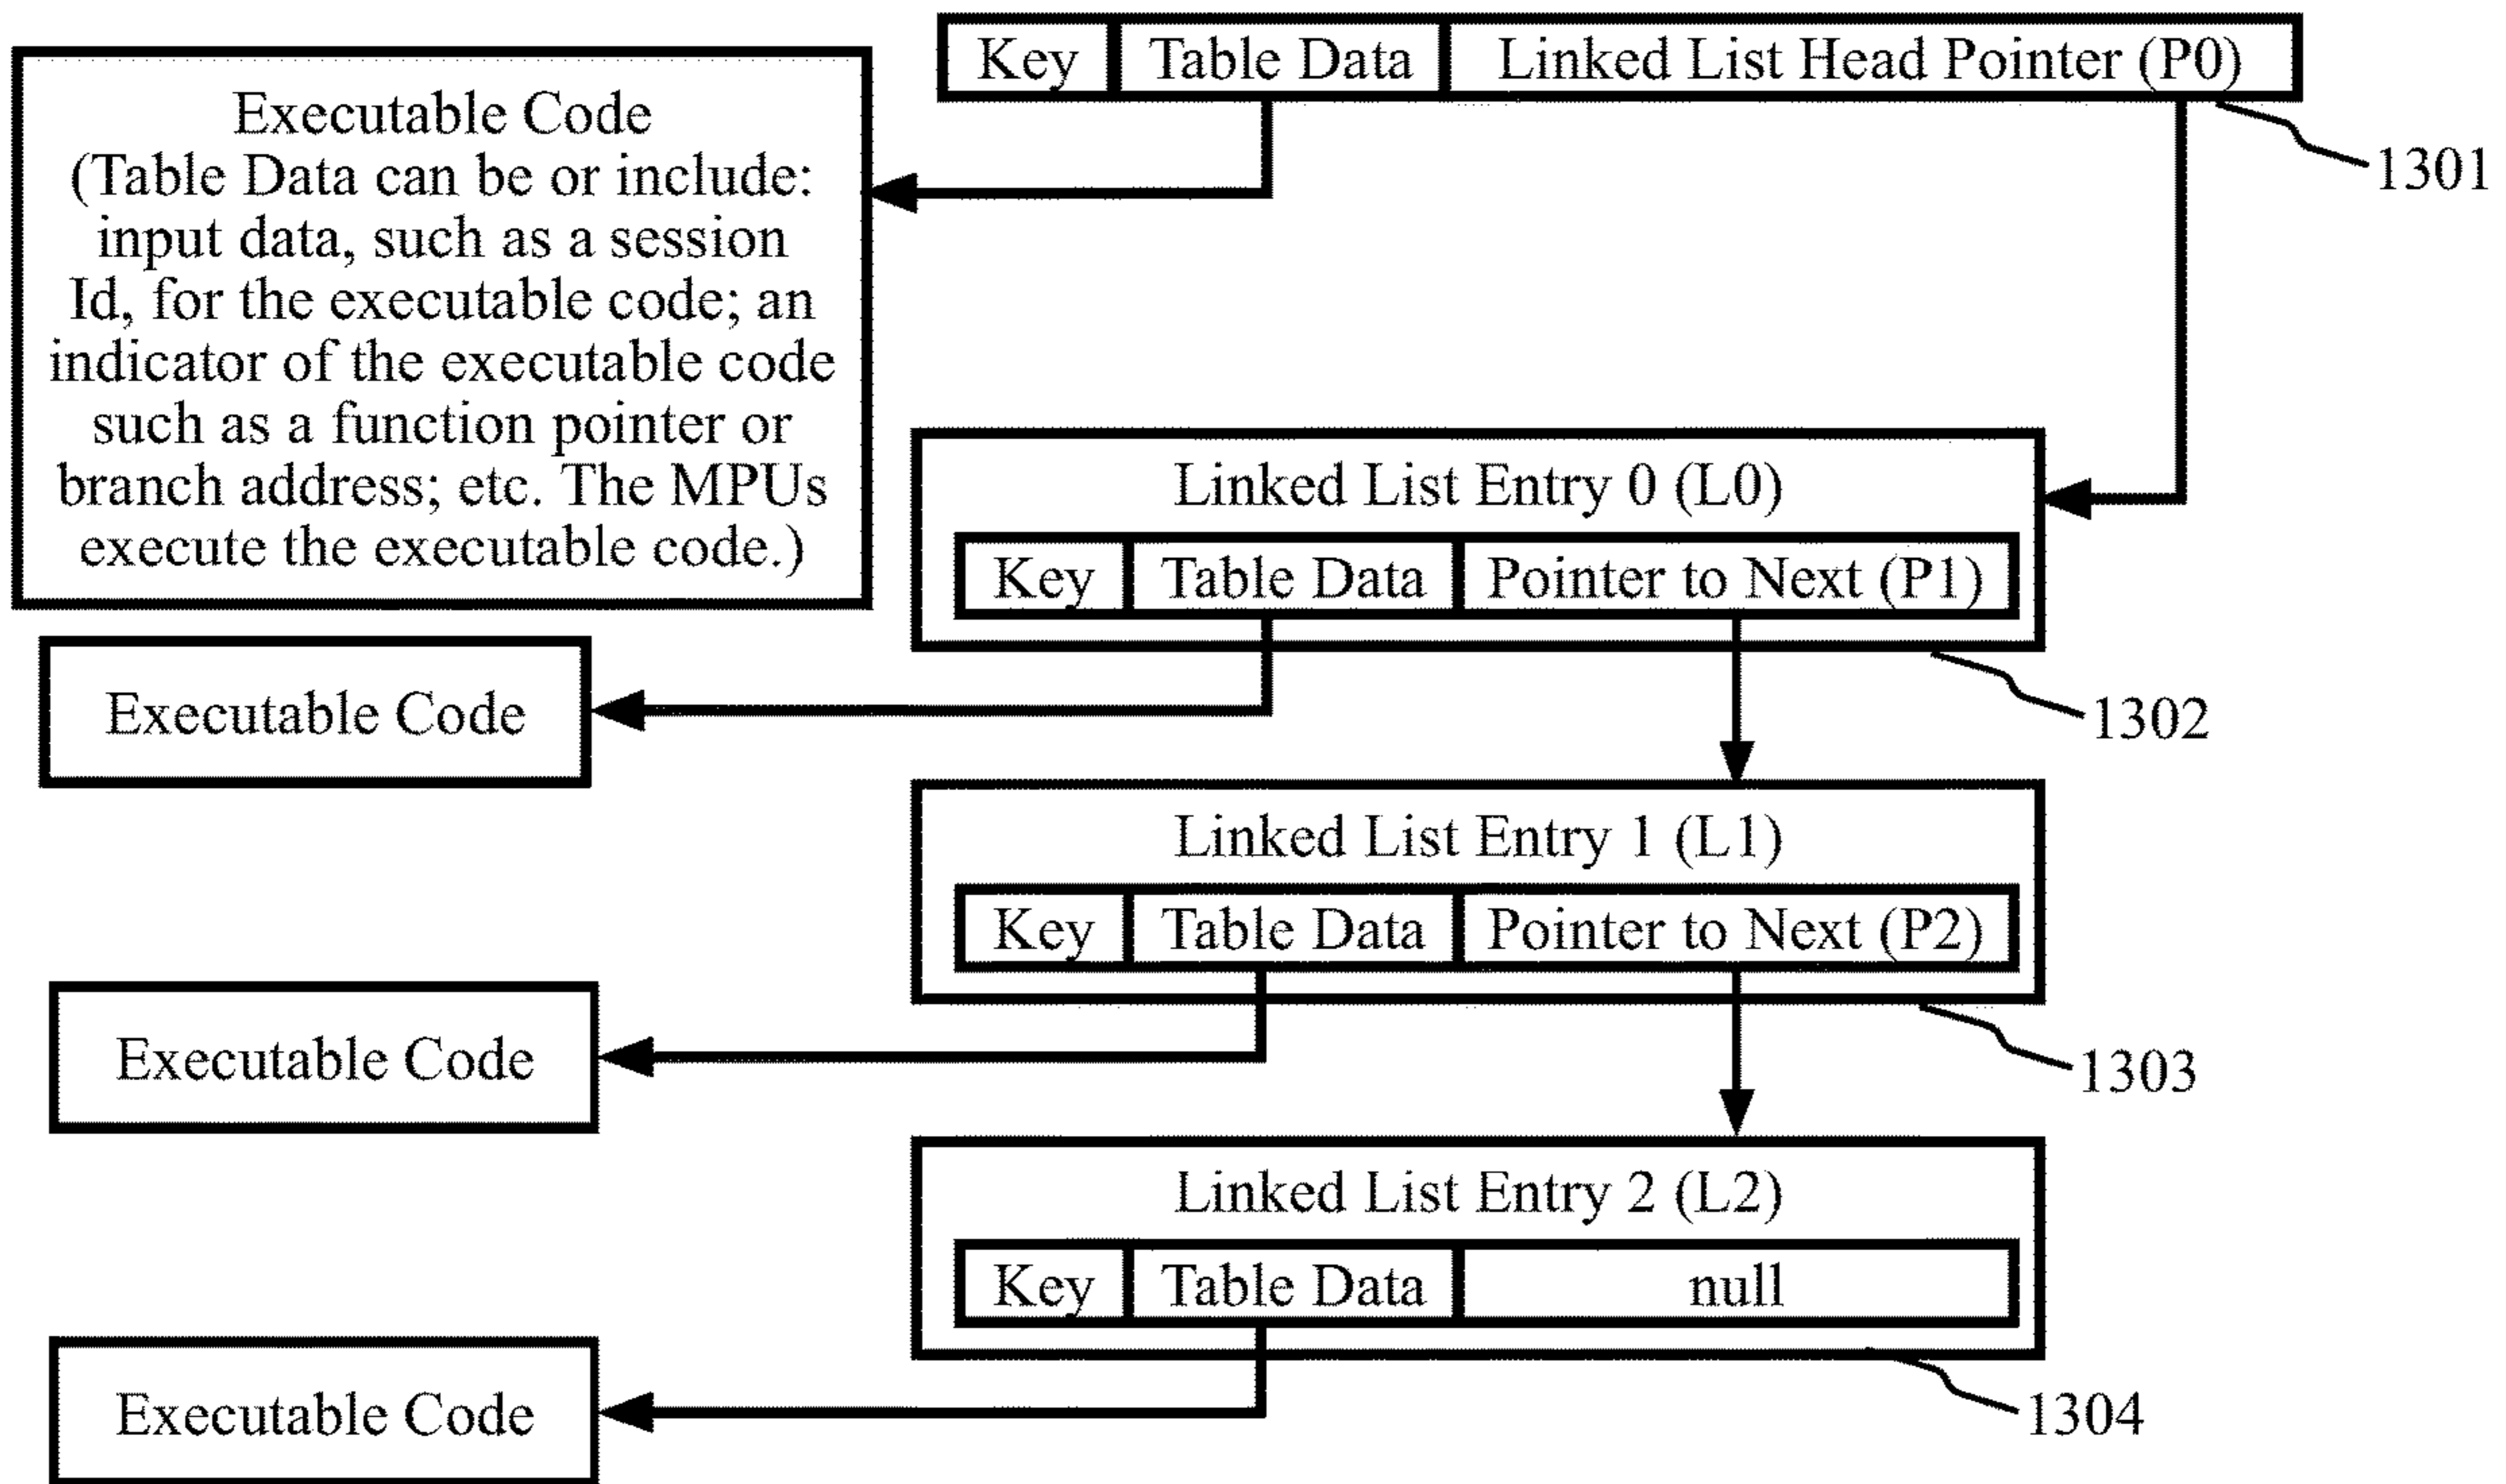 Key Table Data Linked List Head Pointer (P0)
1301
Executable Code
(Table Data can be or include:
input data, such as a session
Id, for the executable code; an
indicator of the executable code
such as a function pointer or
branch address; etc. The MPUs
execute the executable code.)
Linked List Entry 0 (L0)
Key Table Data Pointer to Next (P1)
1302
Executable Code
Linked List Entry 1 (L1)
Key Table Data Pointer to Next (P2)
1303
Executable Code
Linked List Entry 2 (L2)
Key Table Data null
1304
Executable Code